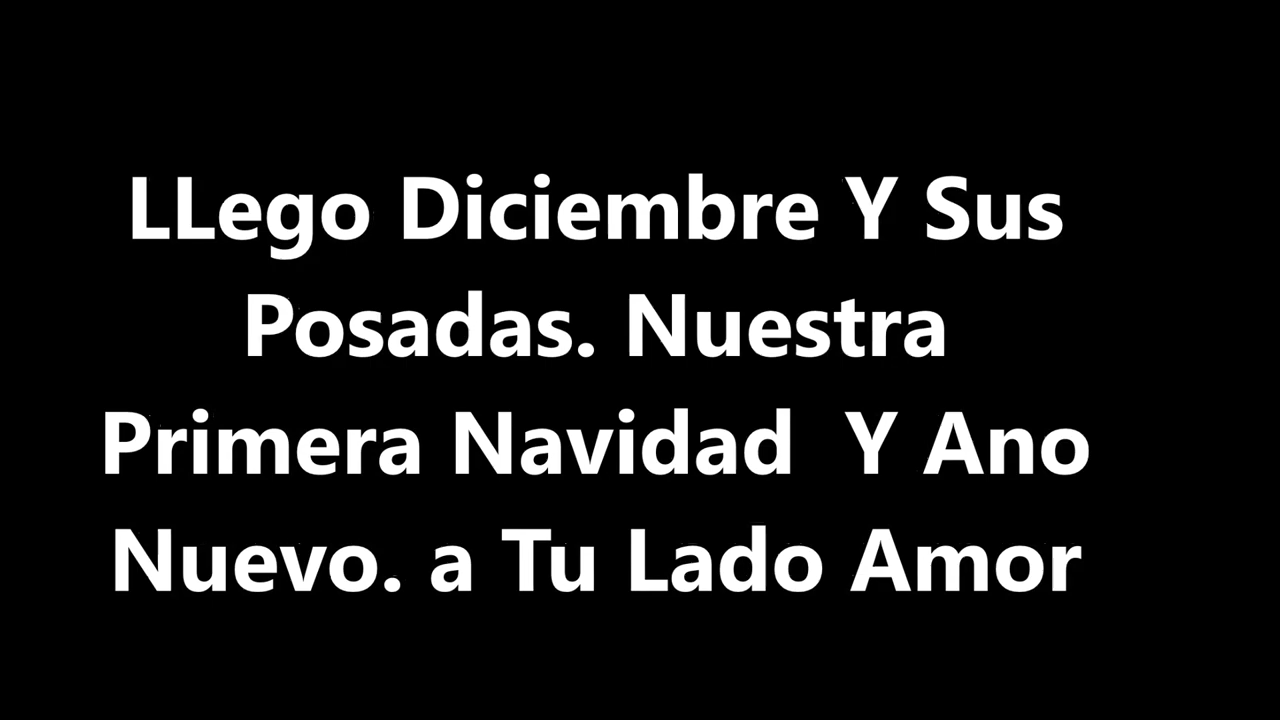 LLego Diciembre Y Sus
Posadas. Nuestra
Primera Navidad  Y Ano
Nuevo. a Tu Lado Amor